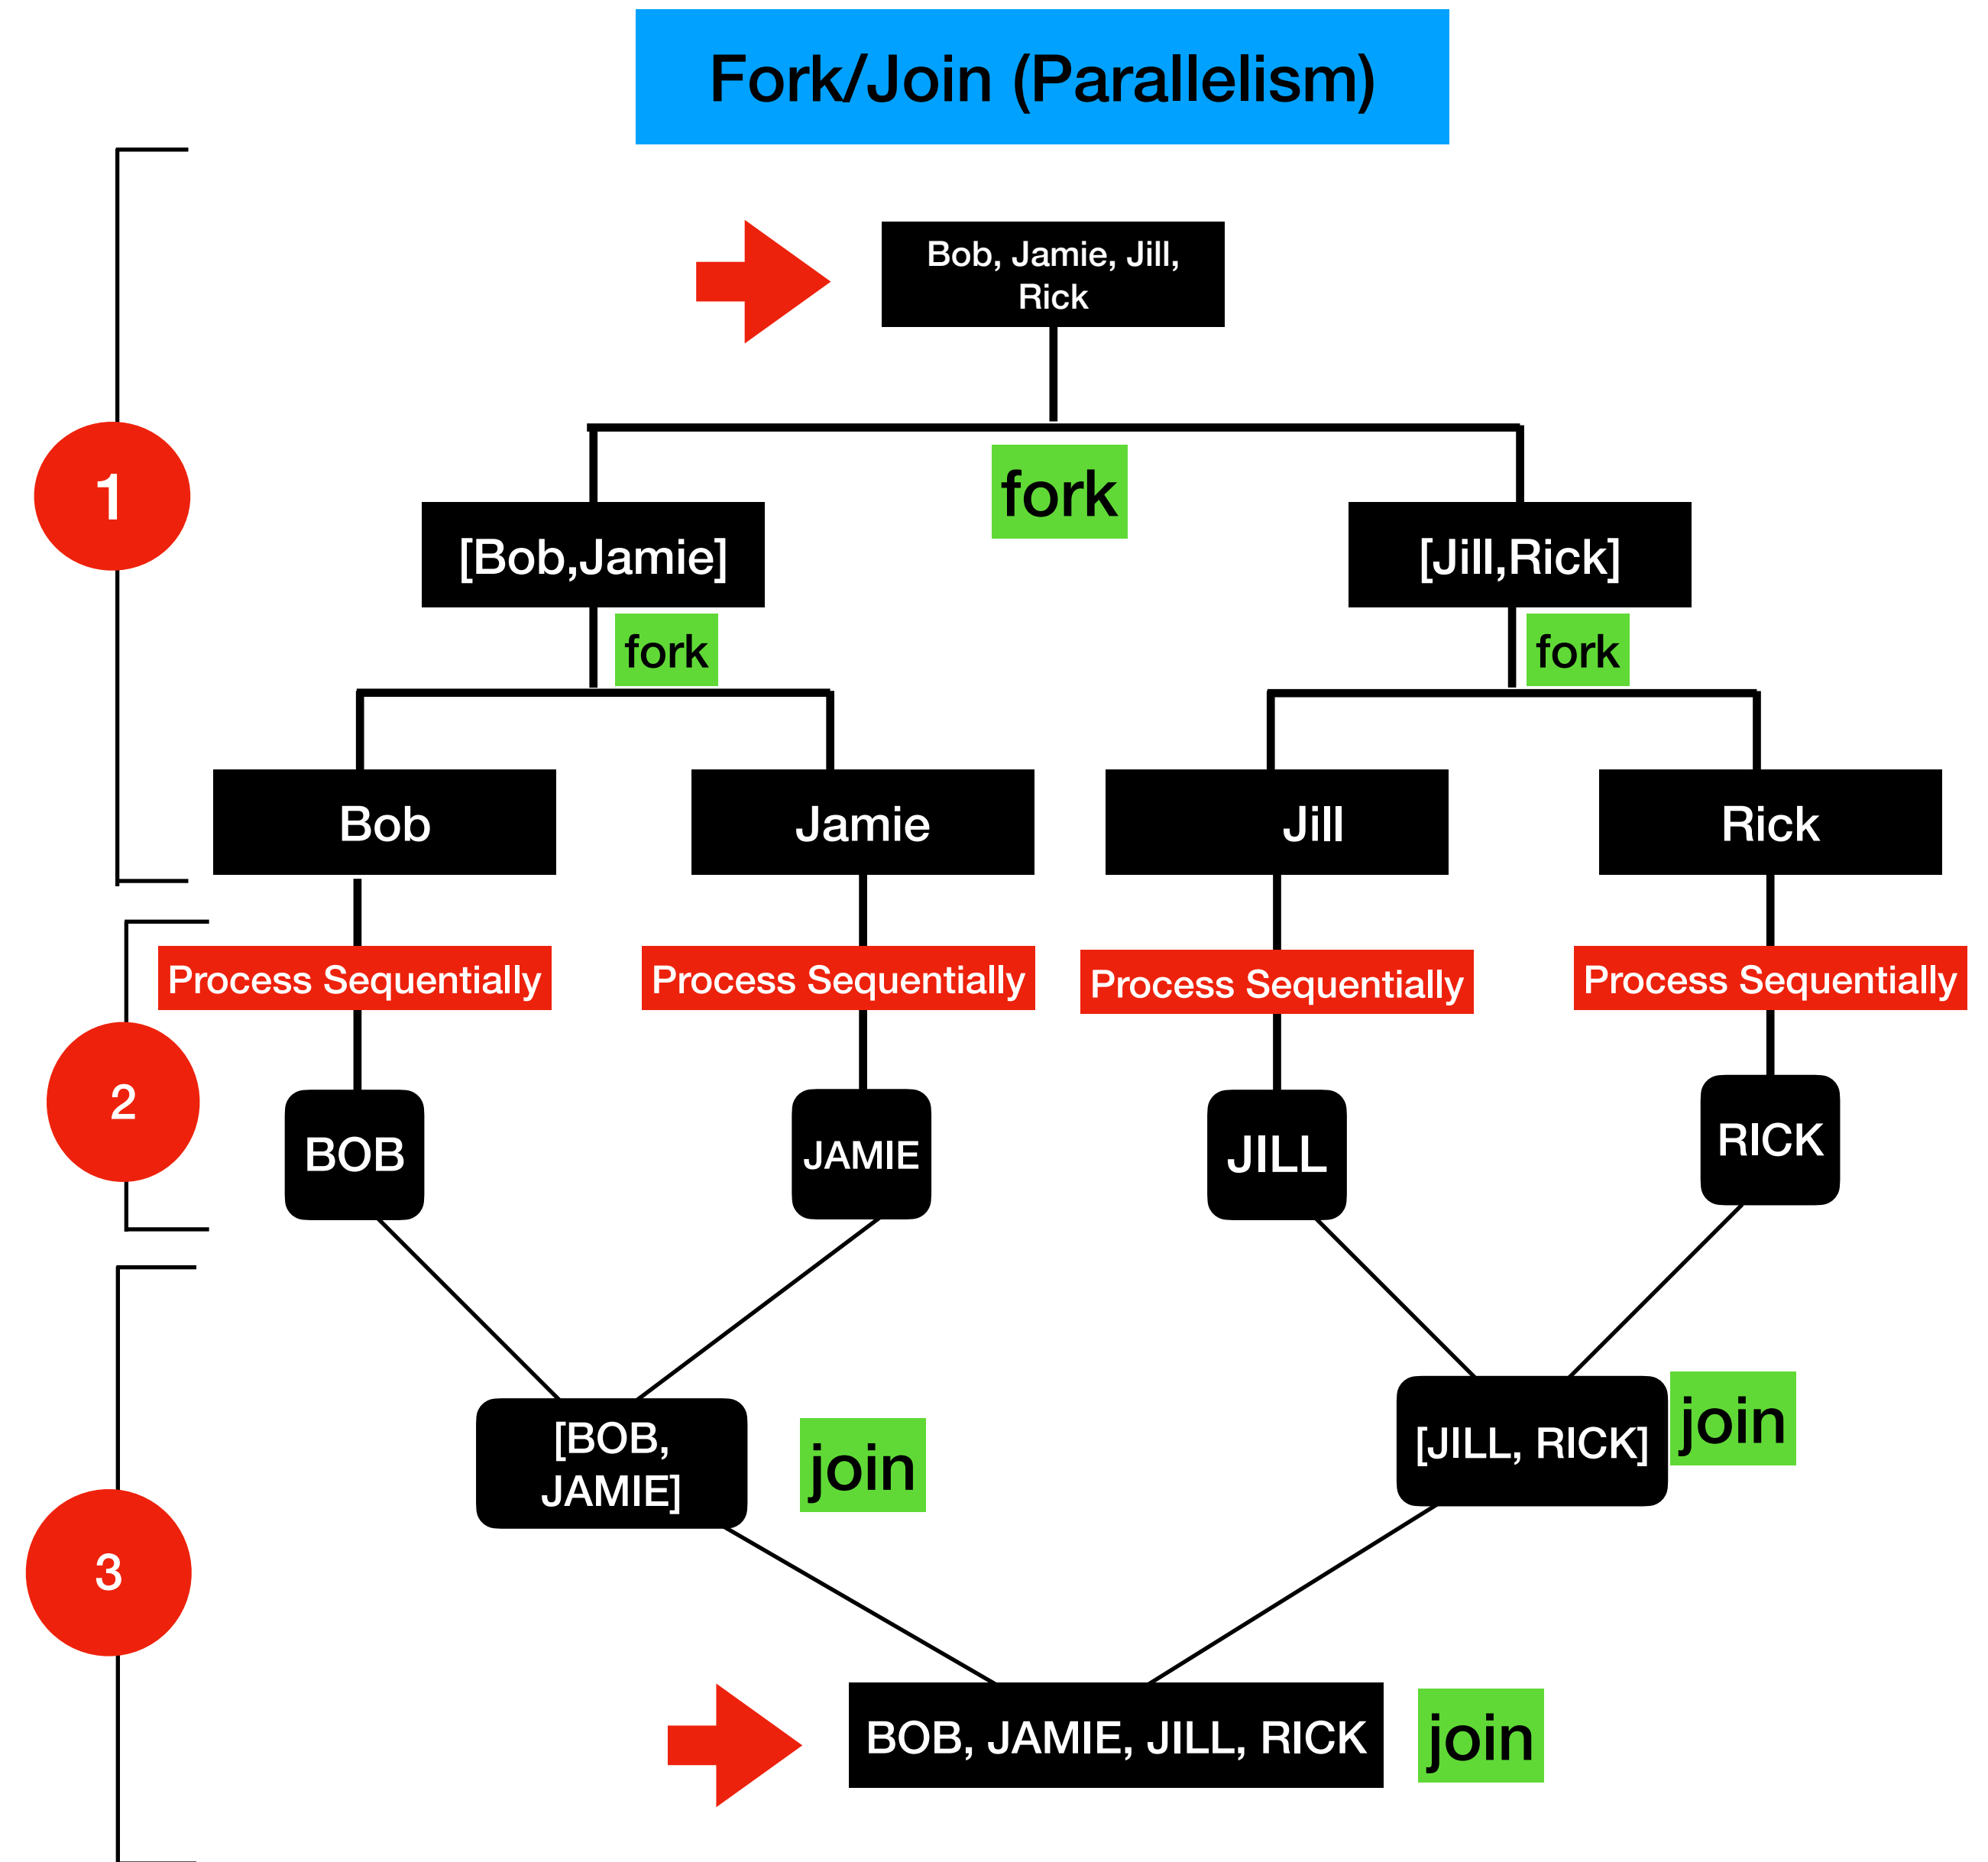 Fork/Join (Parallelism)
Bob, Jamie, Jill,
Rick
fork
1
[Bob,Jamie]
[Jill,Rick]
fork
fork
Bob
Jamie
Jill
Rick
Process Sequentially
Process Sequentially
Process Sequentially
Process Sequentially
2
BOB
JAMIE
JILL
RICK
[BOB,
JAMIE]
join
[JILL, RICK]
join
3
BOB, JAMIE, JILL, RICK
join